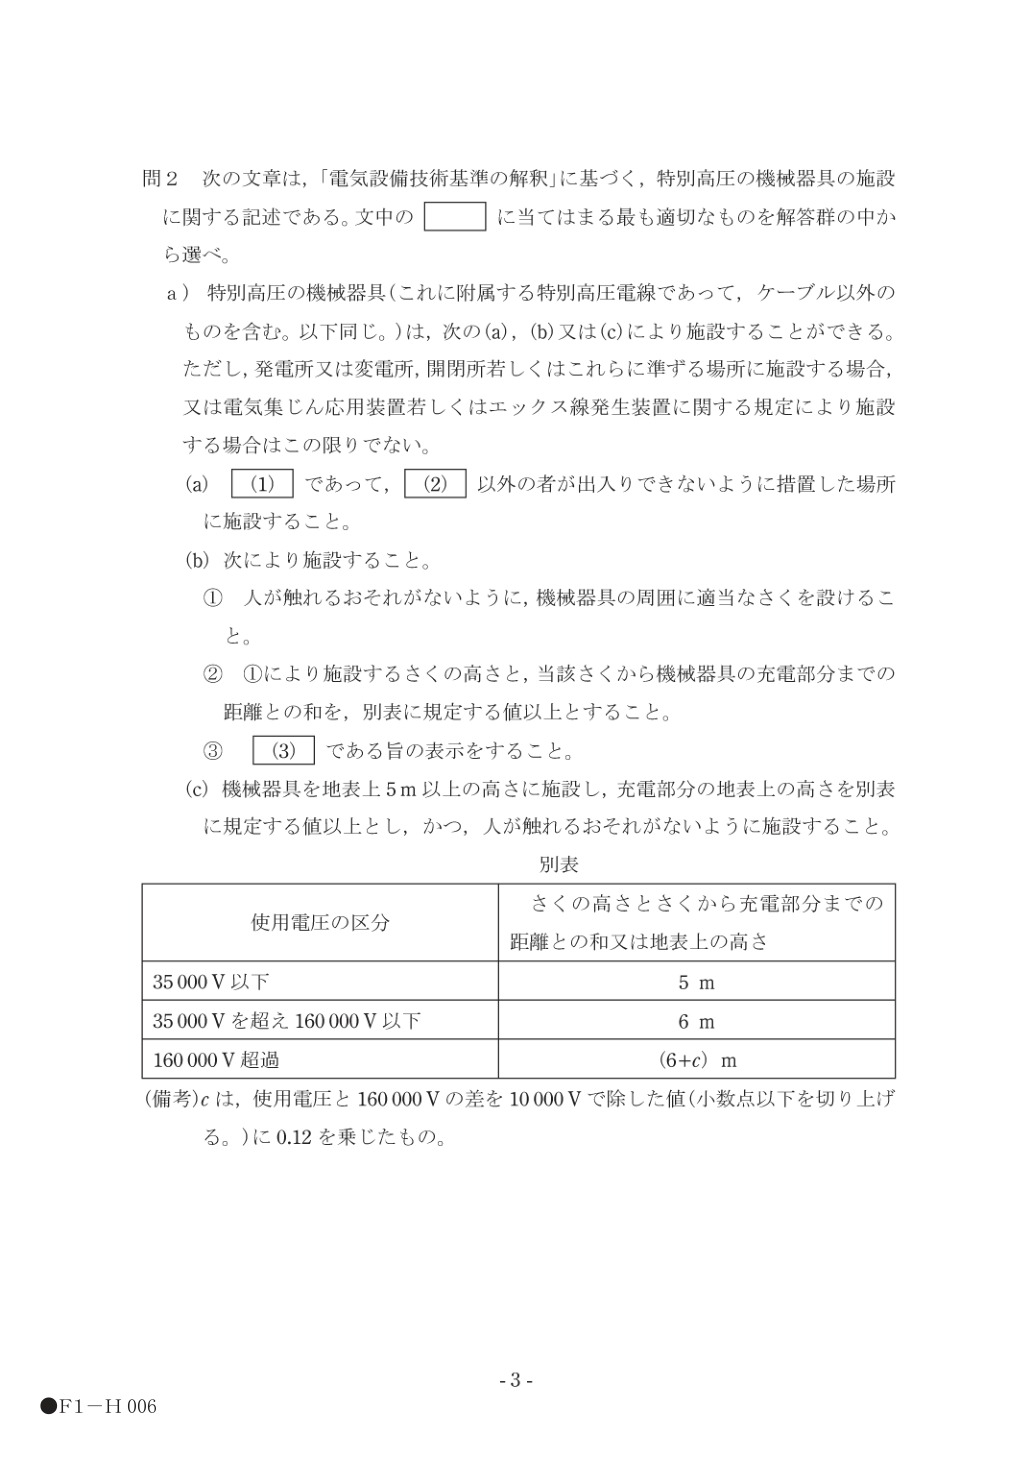 問2 次の文章は,「電気設備技術基準の解釈」に基づく,特別高圧の機械器具の施設
に関する記述である。文中の  に当てはまる最も適切なものを解答群の中か
ら選べ。
a) 特別高圧の機械器具(これに附属する特別高圧電線であって,ケーブル以外の
ものを含む。以下同じ。)は,次の(a),(b)又は(c)により施設することができる。
ただし,発電所又は変電所,開閉所若しくはこれらに準ずる場所に施設する場合,
又は電気集じん応用装置若しくはエックス線発生装置に関する規定により施設
する場合はこの限りでない。
(a) (1) であって, (2) 以外の者が出入りできないように措置した場所
に施設すること。
(b) 次により施設すること。
① 人が触れるおそれがないように,機械器具の周囲に適当なさくを設けるこ
と。
② ①により施設するさくの高さと,当該さくから機械器具の充電部分までの
距離との和を,別表に規定する値以上とすること。
③ (3) である旨の表示をすること。
(c) 機械器具を地表上5m以上の高さに施設し,充電部分の地表上の高さを別表
に規定する値以上とし,かつ,人が触れるおそれがないように施設すること。
別表
使用電圧の区分
さくの高さとさくから充電部分までの
距離との和又は地表上の高さ
35 000 V 以下
5 m
35 000 V を超え 160 000 V 以下
6 m
160 000 V 超過
(6+c) m
(備考)c は,使用電圧と 160 000 V の差を 10 000 V で除した値(小数点以下を切り上げ
る。)に 0.12 を乗じたもの。
- 3 -
●F1-H 006